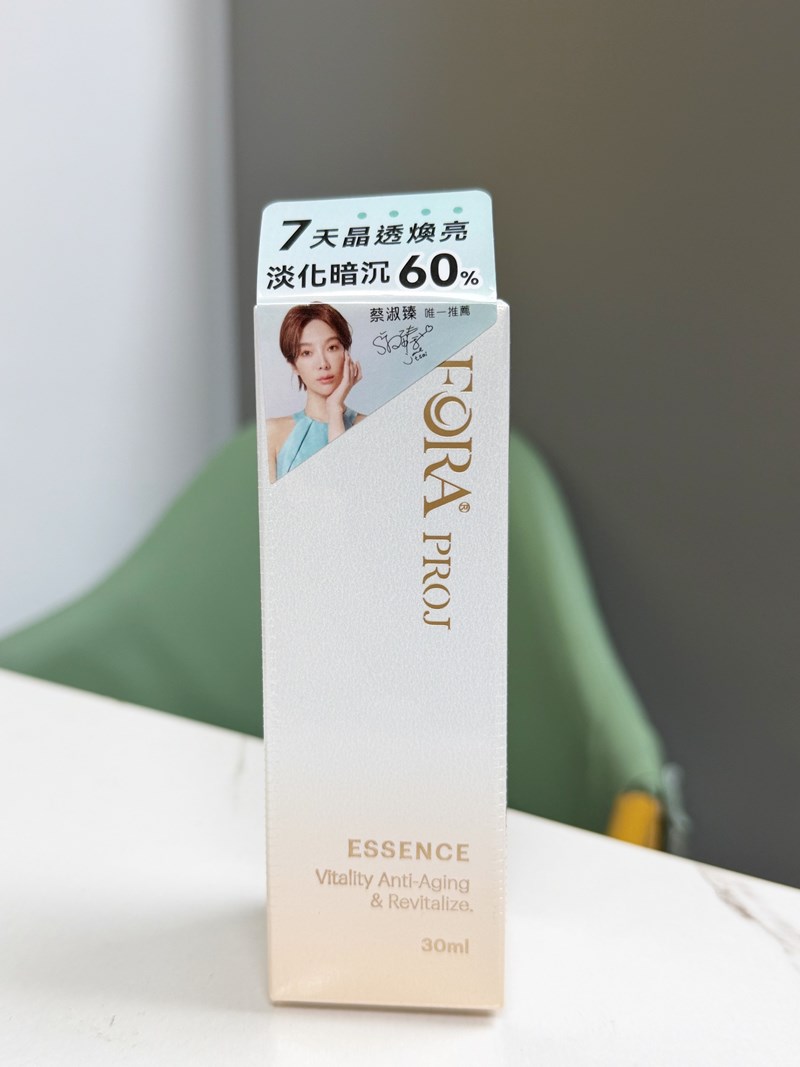 7天晶透煥亮
淡化暗沉60%
蔡淑臻 唯一推薦
FORA® PROJ
ESSENCE
Vitality Anti-Aging
& Revitalize.
30ml